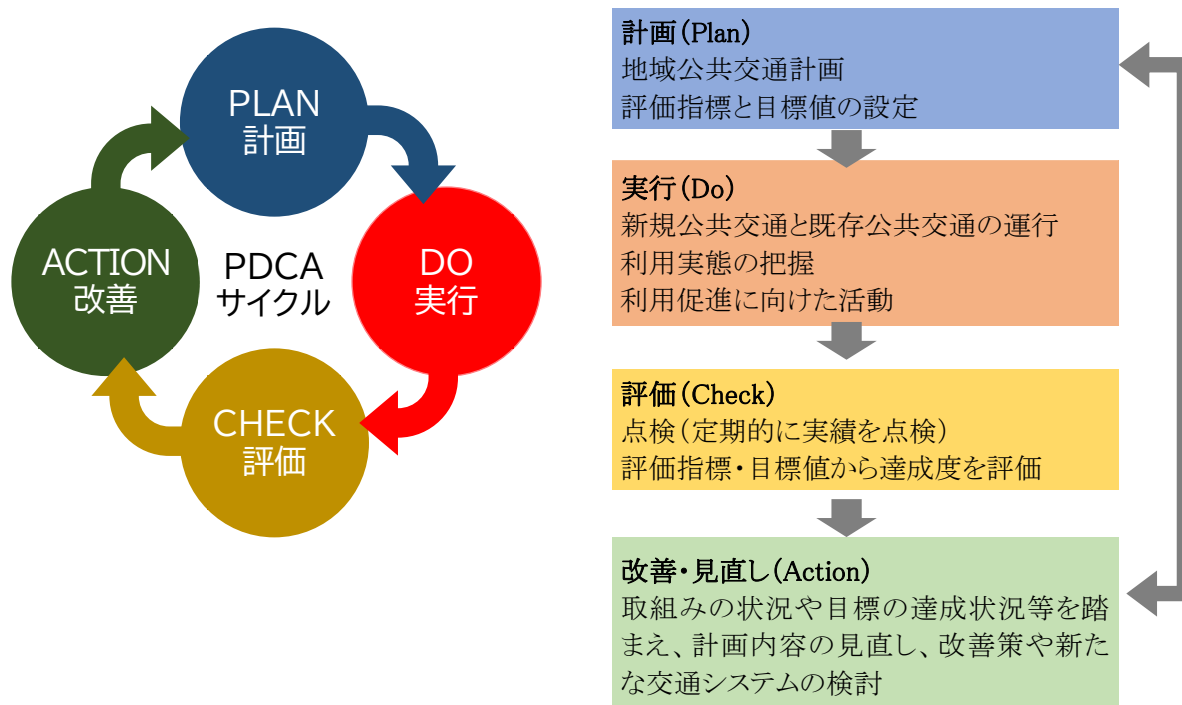 PLAN
計画
DO
実行
CHECK
評価
ACTION
改善
PDCA
サイクル
計画(Plan)
地域公共交通計画
評価指標と目標値の設定
実行(Do)
新規公共交通と既存公共交通の運行
利用実態の把握
利用促進に向けた活動
評価(Check)
点検(定期的に実績を点検)
評価指標・目標値から達成度を評価
改善・見直し(Action)
取組みの状況や目標の達成状況等を踏
まえ、計画内容の見直し、改善策や新た
な交通システムの検討